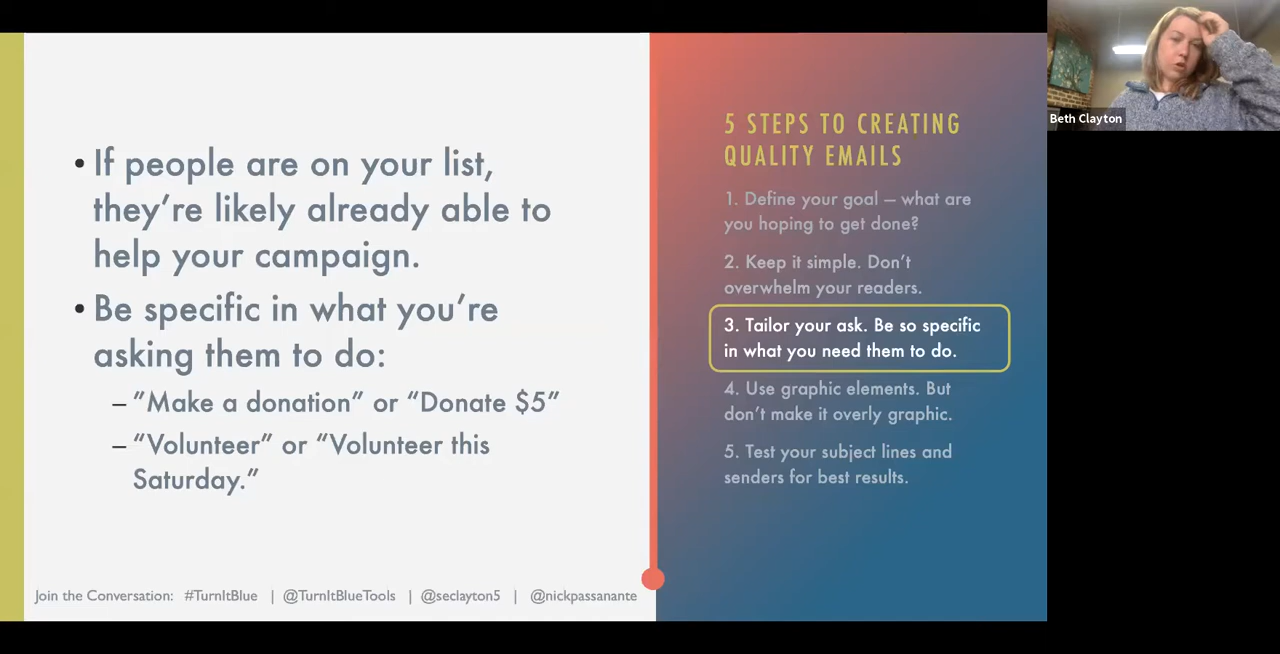 • If people are on your list,
they’re likely already able to
help your campaign.
• Be specific in what you’re
asking them to do:
– ”Make a donation” or “Donate $5”
– “Volunteer” or “Volunteer this
Saturday.”
Join the Conversation: #TurnItBlue | @TurnItBlueTools | @seclayton5 | @nickpassanante
5 STEPS TO CREATING
QUALITY EMAILS
1. Define your goal – what are
you hoping to get done?
2. Keep it simple. Don’t
overwhelm your readers.
3. Tailor your ask. Be so specific
in what you need them to do.
4. Use graphic elements. But
don’t make it overly graphic.
5. Test your subject lines and
senders for best results.
Beth Clayton